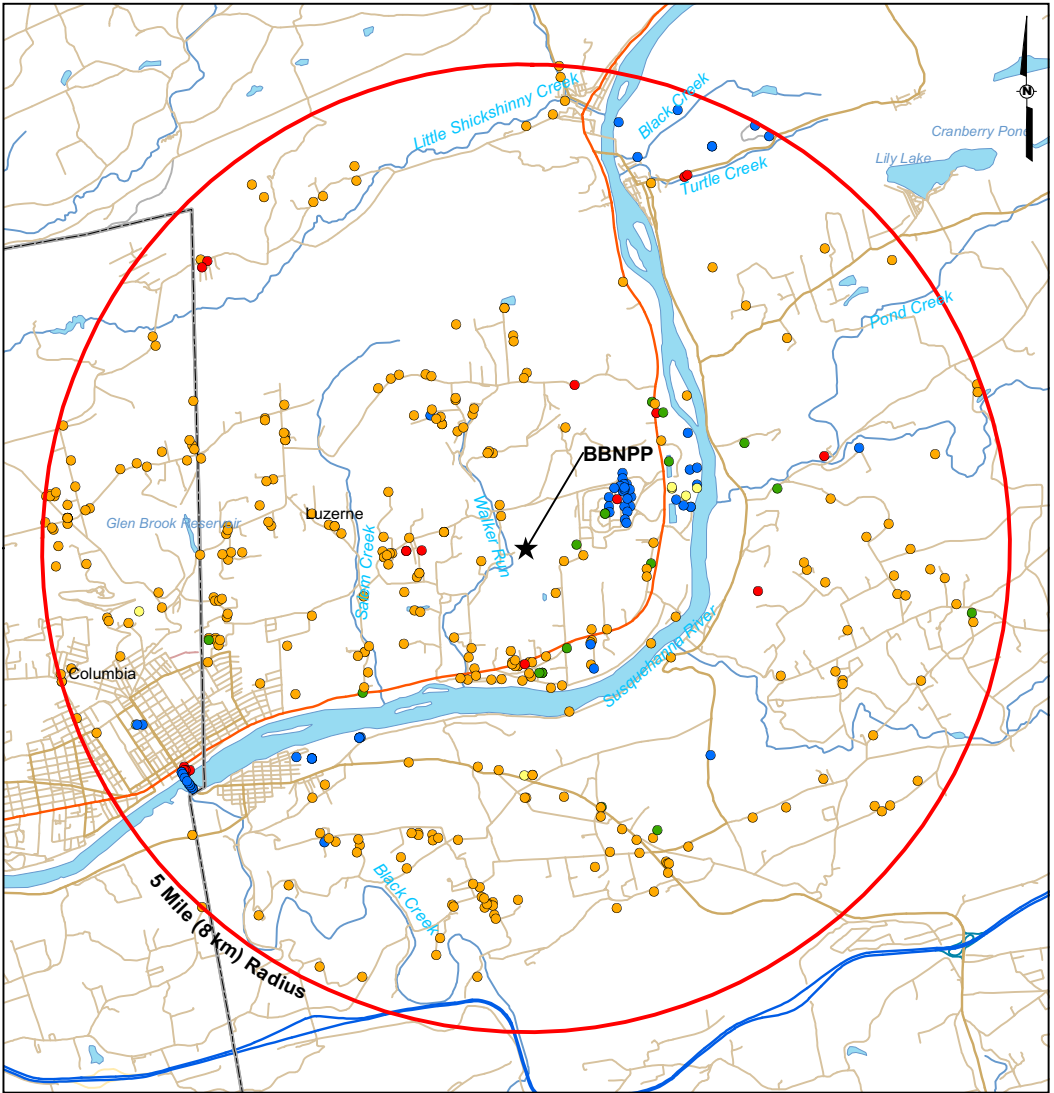 Little Shickshinny Creek
Black Creek
N
Cranberry Pond
Lily Lake
Turtle Creek
Pond Creek
BBNPP
Luzerne
Glen Brook Reservoir
Walker Run
Salem Creek
Susquehanna River
Columbia
Black Creek
5 Mile (8 km) Radius